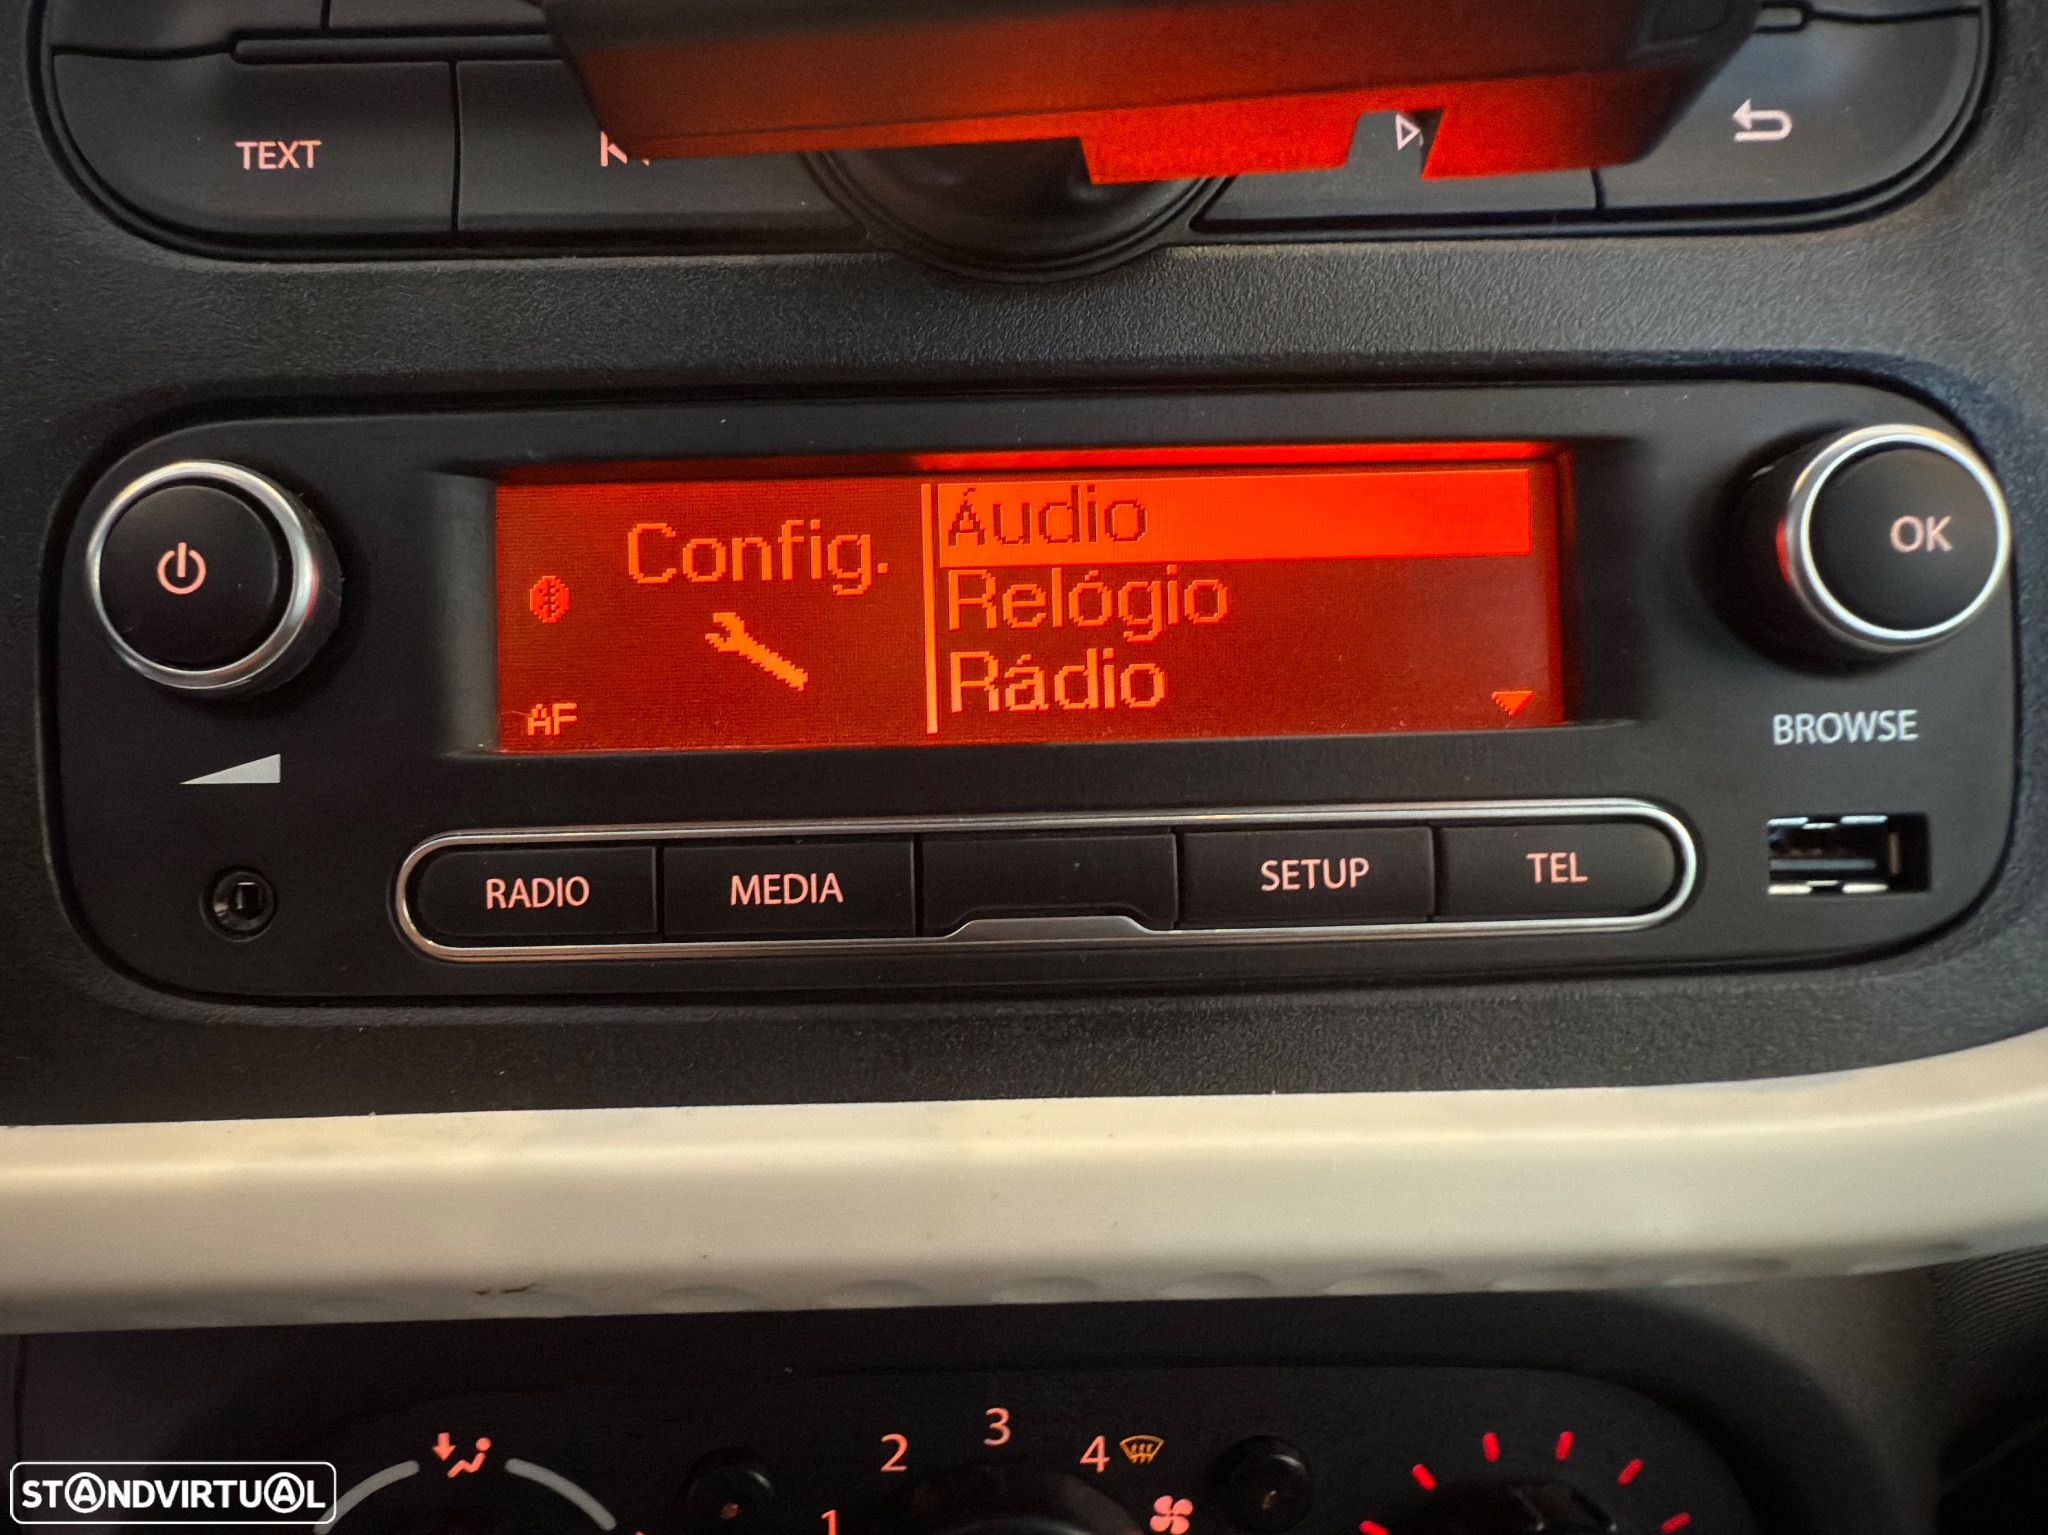 TEXT
Config.
Áudio
Relógio
Rádio
AF
OK
BROWSE
RADIO
MEDIA
SETUP
TEL
1
2
3
4
STANDVIRTUAL